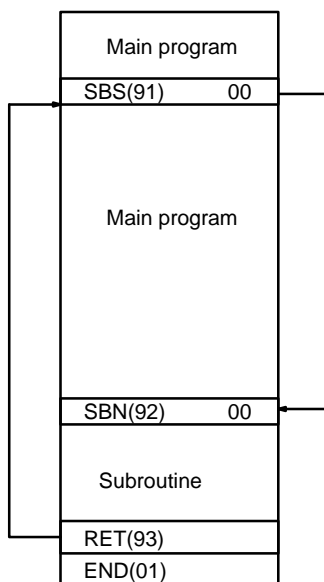 Main program
SBS(91) 00
Main program
SBN(92) 00
Subroutine
RET(93)
END(01)